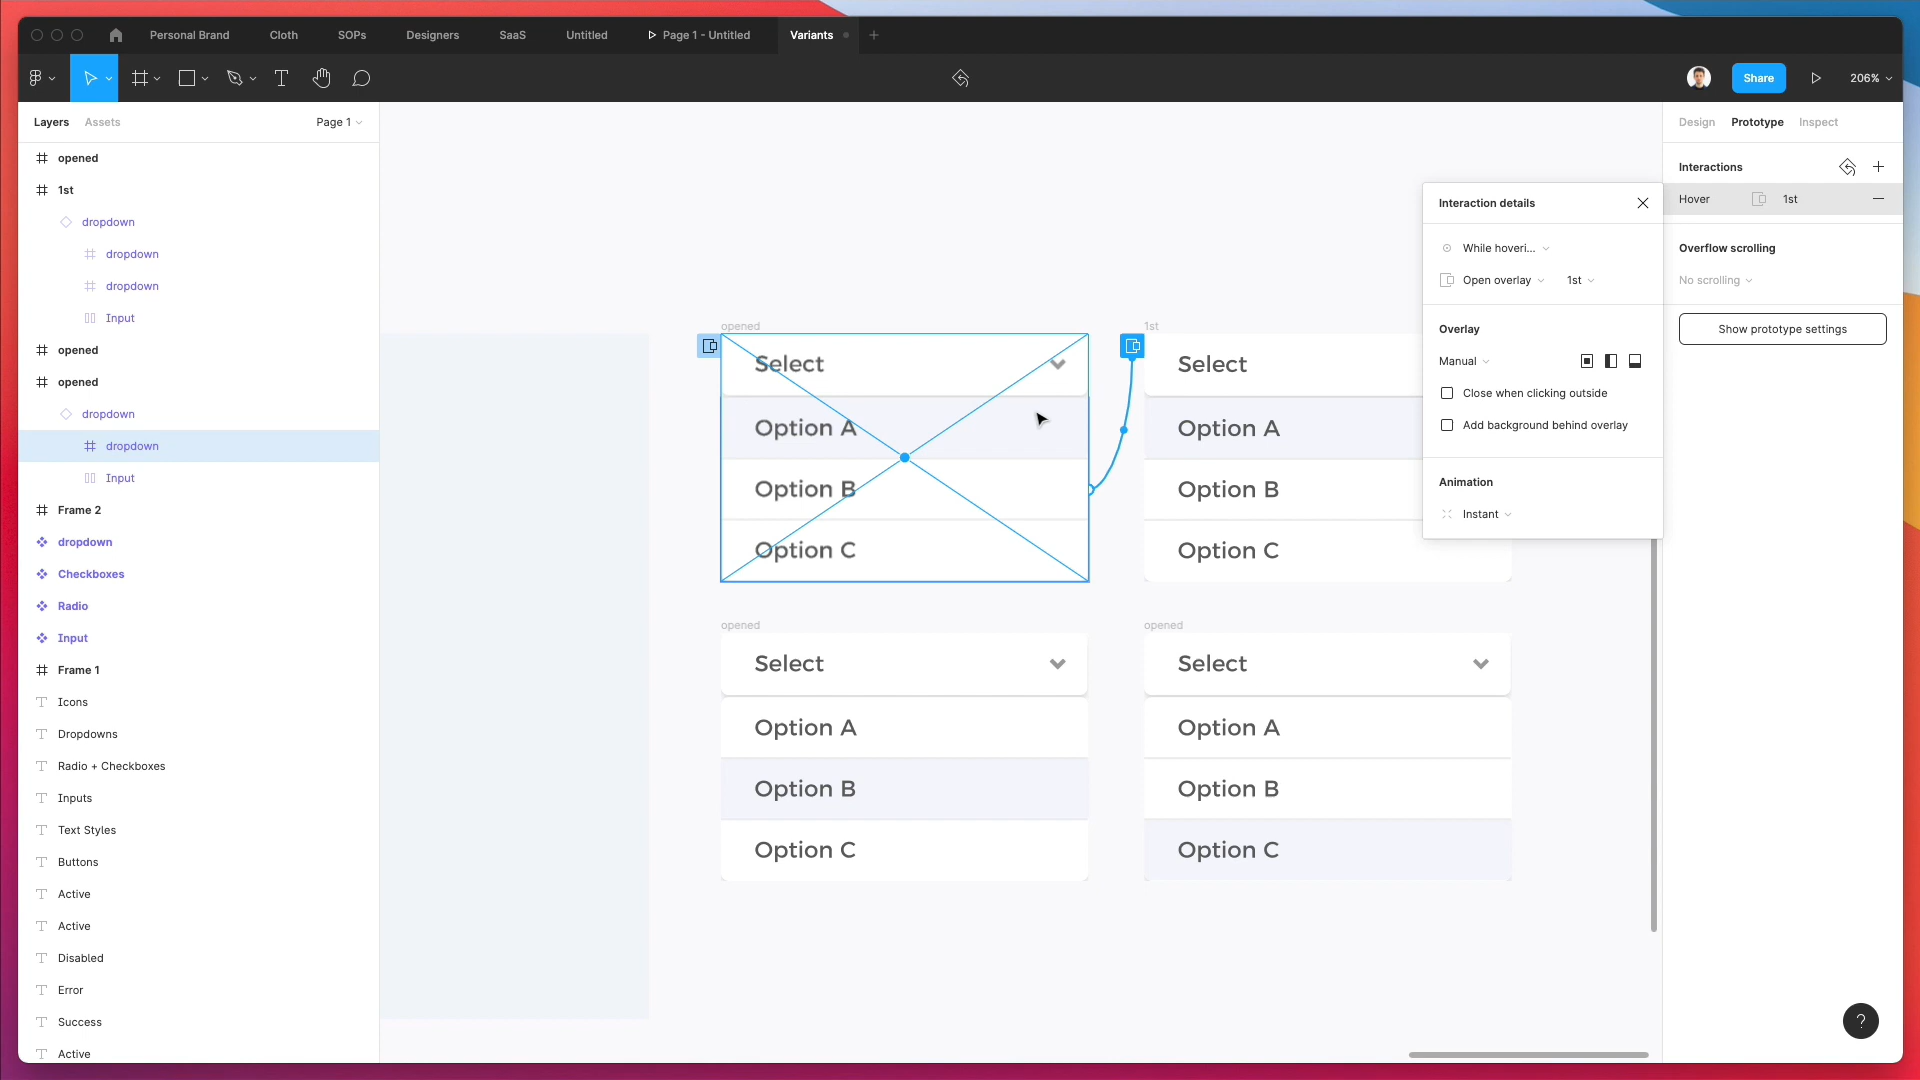 Personal Brand
Cloth
SOPs
Designers
SaaS
Untitled
Page 1 - Untitled
Variants
Share
206%
Layers
Assets
Page 1
opened
1st
dropdown
dropdown
dropdown
Input
opened
opened
dropdown
dropdown
Input
Frame 2
dropdown
Checkboxes
Radio
Input
Frame 1
Icons
Dropdowns
Radio + Checkboxes
Inputs
Text Styles
Buttons
Active
Active
Disabled
Error
Success
Active
opened
Select
Option A
Option B
Option C
1st
Select
Option A
Option B
Option C
opened
Select
Option A
Option B
Option C
opened
Select
Option A
Option B
Option C
Interaction details
While hoveri...
Open overlay
1st
Overlay
Manual
Close when clicking outside
Add background behind overlay
Animation
Instant
Design
Prototype
Inspect
Interactions
Hover
1st
Overflow scrolling
No scrolling
Show prototype settings
?